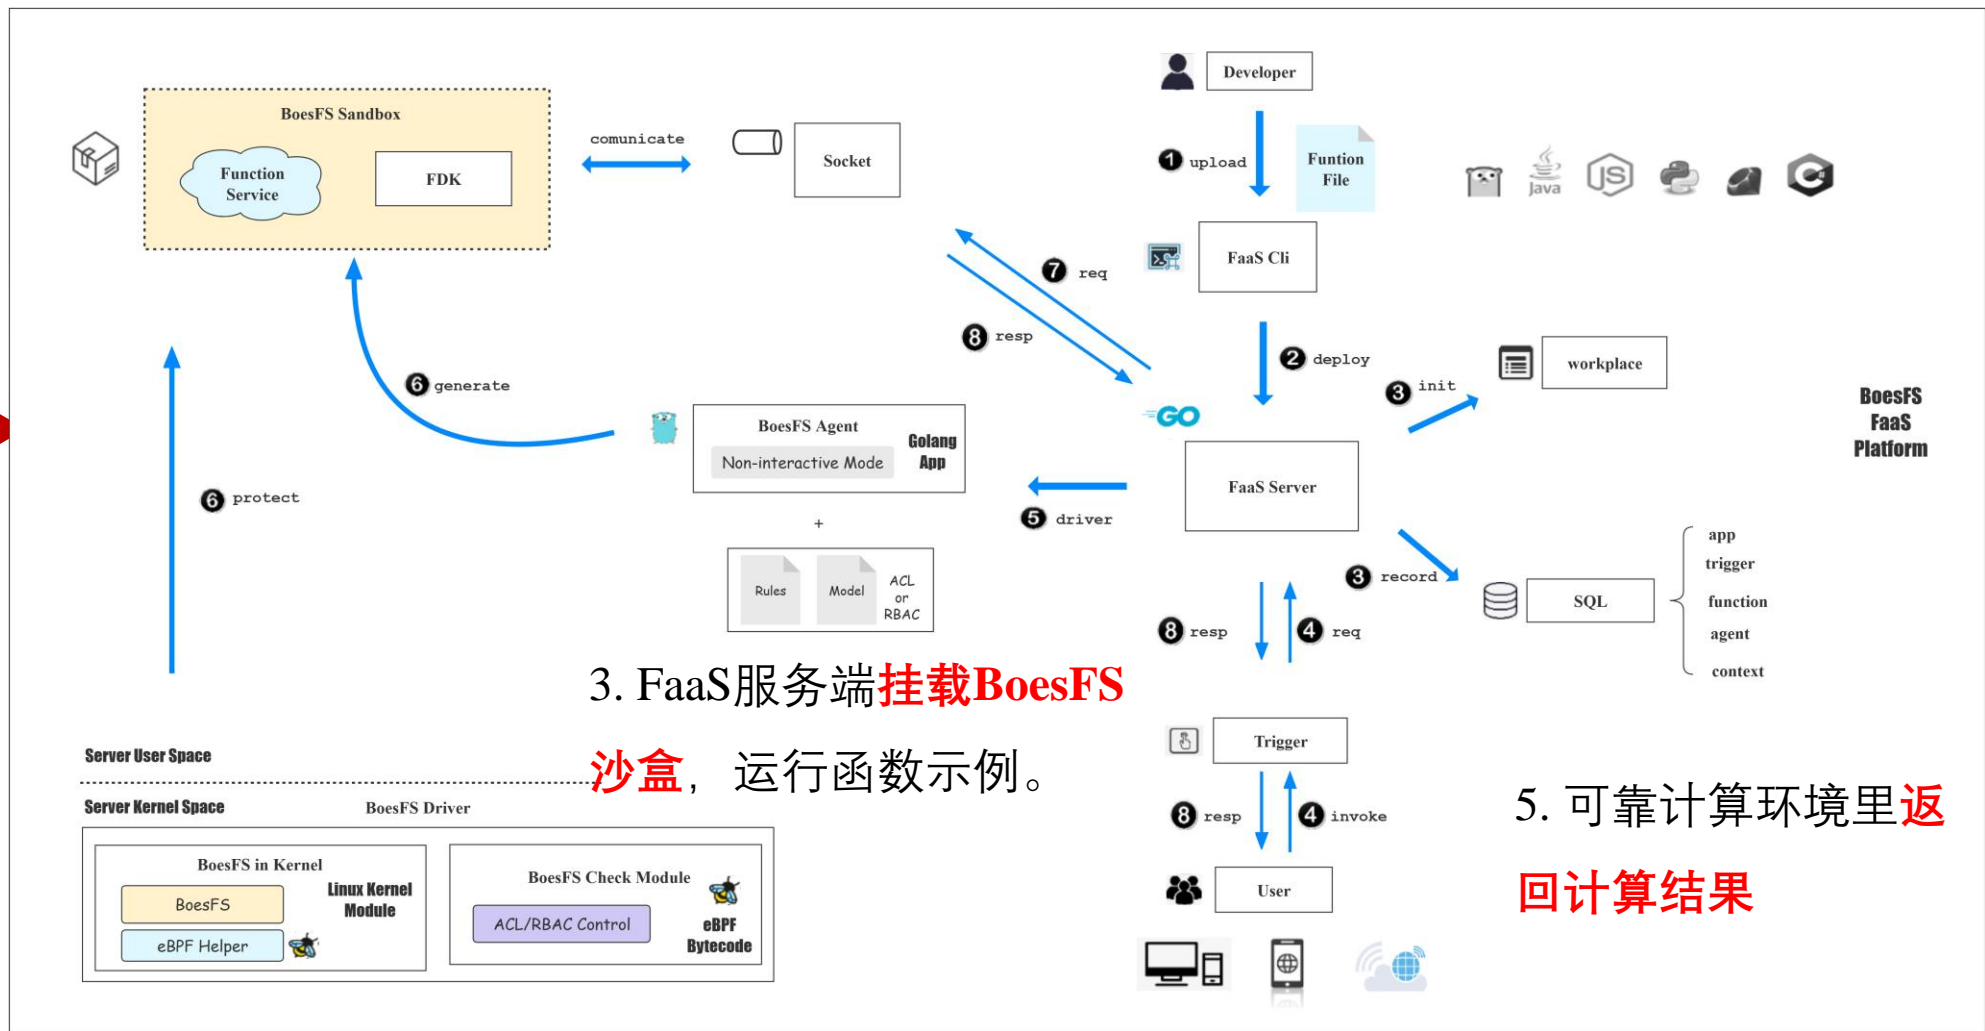 Developer
BoesFS Sandbox
Function
Service
FDK
comunicate
Socket
1 upload
Funtion
File
Java
JS
C#
FaaS Cli
7 req
8 resp
2 deploy
3 init
workplace
6 generate
BoesFS
FaaS
Platform
GO
BoesFS Agent
Non-interactive Mode
Golang
App
FaaS Server
6 protect
5 driver
+
Rules
Model
ACL
or
RBAC
3 record
SQL
app
trigger
function
agent
context
8 resp
4 req
3. FaaS服务端挂载BoesFS
沙盒，运行函数示例。
Trigger
8 resp
4 invoke
User
5. 可靠计算环境里返
回计算结果
Server User Space
Server Kernel Space
BoesFS Driver
BoesFS in Kernel
BoesFS
eBPF Helper
Linux Kernel
Module
BoesFS Check Module
ACL/RBAC Control
eBPF
Bytecode